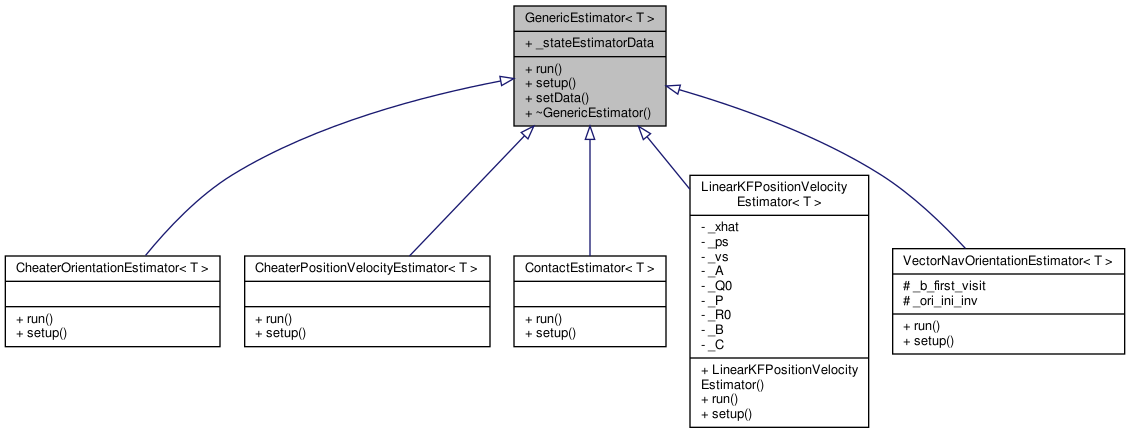 GenericEstimator< T >
+ _stateEstimatorData
+ run()
+ setup()
+ setData()
+ ~GenericEstimator()
CheaterOrientationEstimator< T >
+ run()
+ setup()
CheaterPositionVelocityEstimator< T >
+ run()
+ setup()
ContactEstimator< T >
+ run()
+ setup()
LinearKFPositionVelocity
Estimator< T >
- _xhat
- _ps
- _vs
- _A
- _Q0
- _P
- _R0
- _B
- _C
+ LinearKFPositionVelocity
Estimator()
+ run()
+ setup()
VectorNavOrientationEstimator< T >
# _b_first_visit
# _ori_ini_inv
+ run()
+ setup()